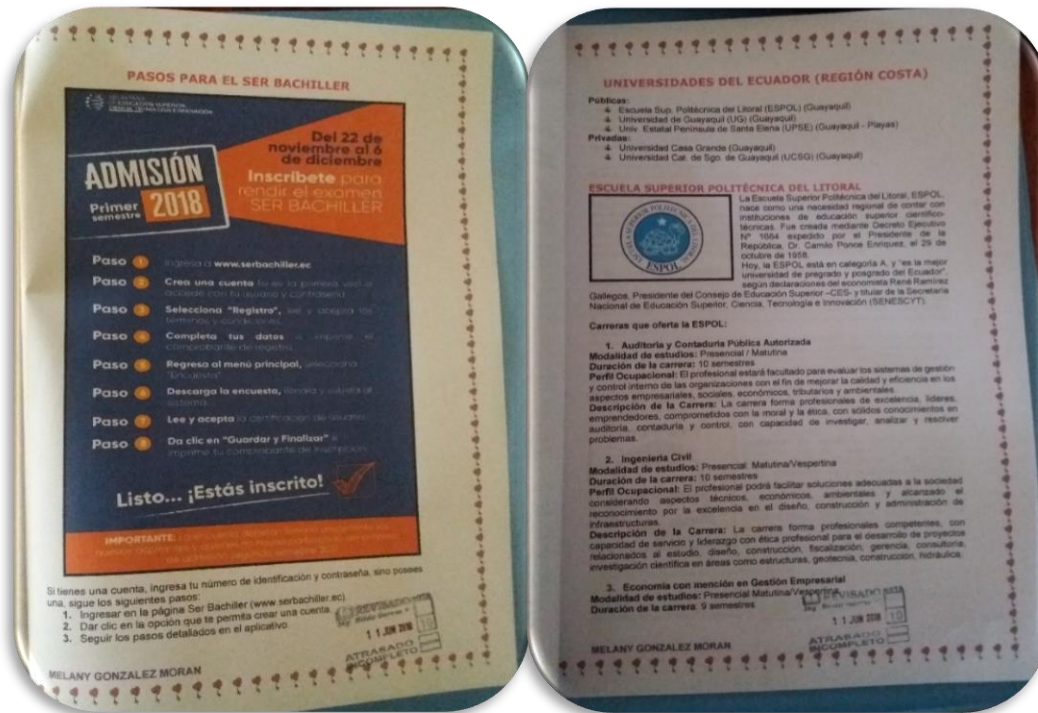 PASOS PARA EL SER BACHILLER
ADMISIÓN
Primer
semestre
2018
Del 22 de
noviembre al 6
de diciembre
Inscríbete para
rendir el examen
SER BACHILLER
Paso 1 Ingresa a www.serbachiller.ec
Paso 2 Crea una cuenta
Paso 3 Selecciona "Registro",
Paso 4 Completa tus datos
Paso 5 Regresa al menú principal,
"Encuesta"
Paso 6 Descarga la encuesta,
Paso 7 Lee y acepta
Paso 8 Da clic en "Guardar y Finalizar" e
imprime tu comprobante de inscripción
Listo... ¡Estás inscrito!
IMPORTANTE:
Si tienes una cuenta, ingresa tu número de identificación y contraseña, sino posees
una, sigue los siguientes pasos:
1. Ingresar en la página Ser Bachiller (www.serbachiller.ec).
2. Dar clic en la opción que te permita crear una cuenta.
3. Seguir los pasos detallados en el aplicativo.
REVISADO
11 JUN 2018
10
ATRASADO
INCOMPLETO
MELANY GONZALEZ MORAN
UNIVERSIDADES DEL ECUADOR (REGIÓN COSTA)
Públicas:
Escuela Sup. Politécnica del Litoral (ESPOL) (Guayaquil)
Universidad de Guayaquil (UG) (Guayaquil)
Univ. Estatal Península de Santa Elena (UPSE) (Guayaquil - Playas)
Privadas:
Universidad Casa Grande (Guayaquil)
Universidad Cat. de Sgo. de Guayaquil (UCSG) (Guayaquil)
ESCUELA SUPERIOR POLITÉCNICA DEL LITORAL
ESPOL
La Escuela Superior Politécnica del Litoral, ESPOL,
nace como una necesidad regional de contar con
instituciones de educación superior científico-
técnicas. Fue creada mediante Decreto Ejecutivo
Nº 1664 expedido por el Presidente de la
República, Dr. Camilo Ponce Enríquez, el 29 de
octubre de 1958.
Hoy, la ESPOL está en categoría A, y "es la mejor
universidad de pregrado y posgrado del Ecuador",
según declaraciones del economista René Ramírez
Gallegos, Presidente del Consejo de Educación Superior –CES- y titular de la Secretaría
Nacional de Educación Superior, Ciencia, Tecnología e Innovación (SENESCYT).
Carreras que oferta la ESPOL:
1. Auditoría y Contaduría Pública Autorizada
Modalidad de estudios: Presencial / Matutina
Duración de la carrera: 10 semestres
Perfil Ocupacional: El profesional estará facultado para evaluar los sistemas de gestión
y control interno de las organizaciones con el fin de mejorar la calidad y eficiencia en los
aspectos empresariales, sociales, económicos, tributarios y ambientales.
Descripción de la Carrera: La carrera forma profesionales de excelencia, líderes,
emprendedores, comprometidos con la moral y la ética, con sólidos conocimientos en
auditoría, contaduría y control, con capacidad de investigar, analizar y resolver
problemas.
2. Ingeniería Civil
Modalidad de estudios: Presencial: Matutina/Vespertina
Duración de la carrera: 10 semestres
Perfil Ocupacional: El profesional podrá facilitar soluciones adecuadas a la sociedad
considerando aspectos técnicos, económicos, ambientales y alcanzado el
reconocimiento por la excelencia en el diseño, construcción y administración de
infraestructuras.
Descripción de la Carrera: La carrera forma profesionales competentes, con
capacidad de servicio y liderazgo con ética profesional para el desarrollo de proyectos
relacionados al estudio, diseño, construcción, fiscalización, gerencia, consultoría,
investigación científica en áreas como estructuras, geotecnia, construcción, hidráulica.
3. Economía con mención en Gestión Empresarial
Modalidad de estudios: Presencial Matutina/Vespertina
Duración de la carrera: 9 semestres
REVISADO
11 JUN 2018
10
ATRASADO
INCOMPLETO
MELANY GONZALEZ MORAN